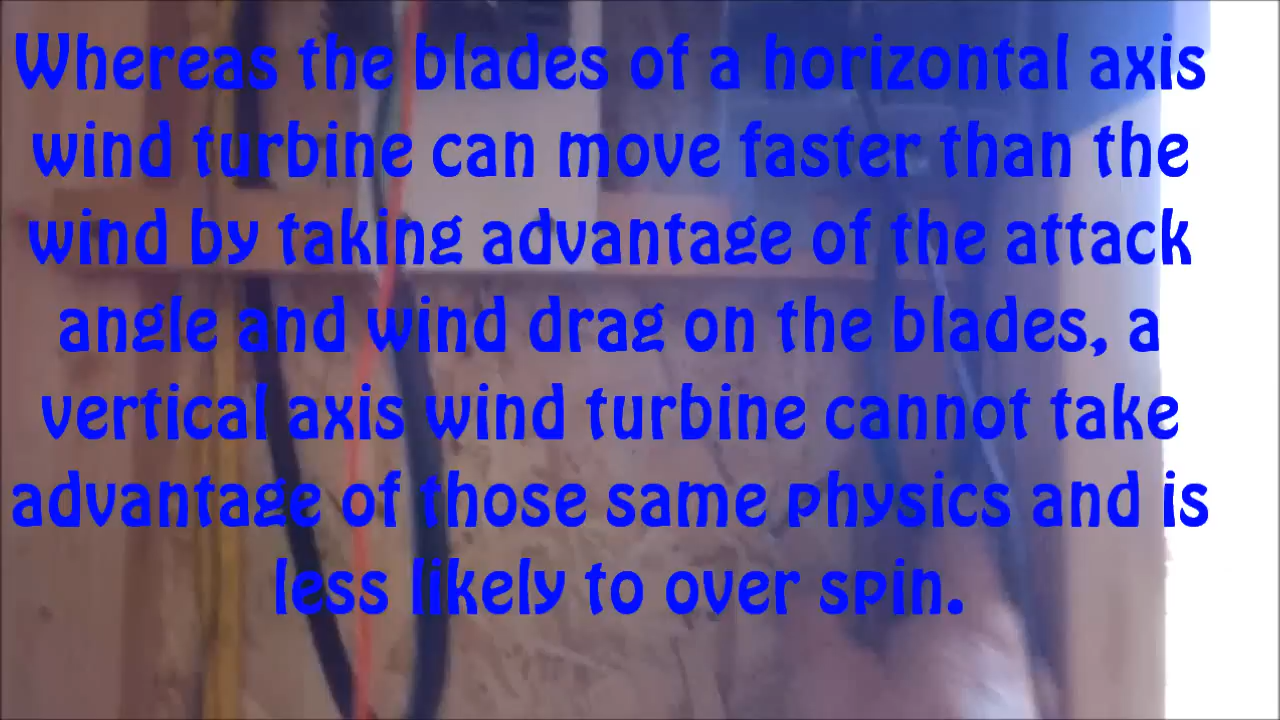 Whereas the blades of a horizontal axis
wind turbine can move faster than the
wind by taking advantage of the attack
angle and wind drag on the blades, a
vertical axis wind turbine cannot take
advantage of those same physics and is
less likely to over spin.